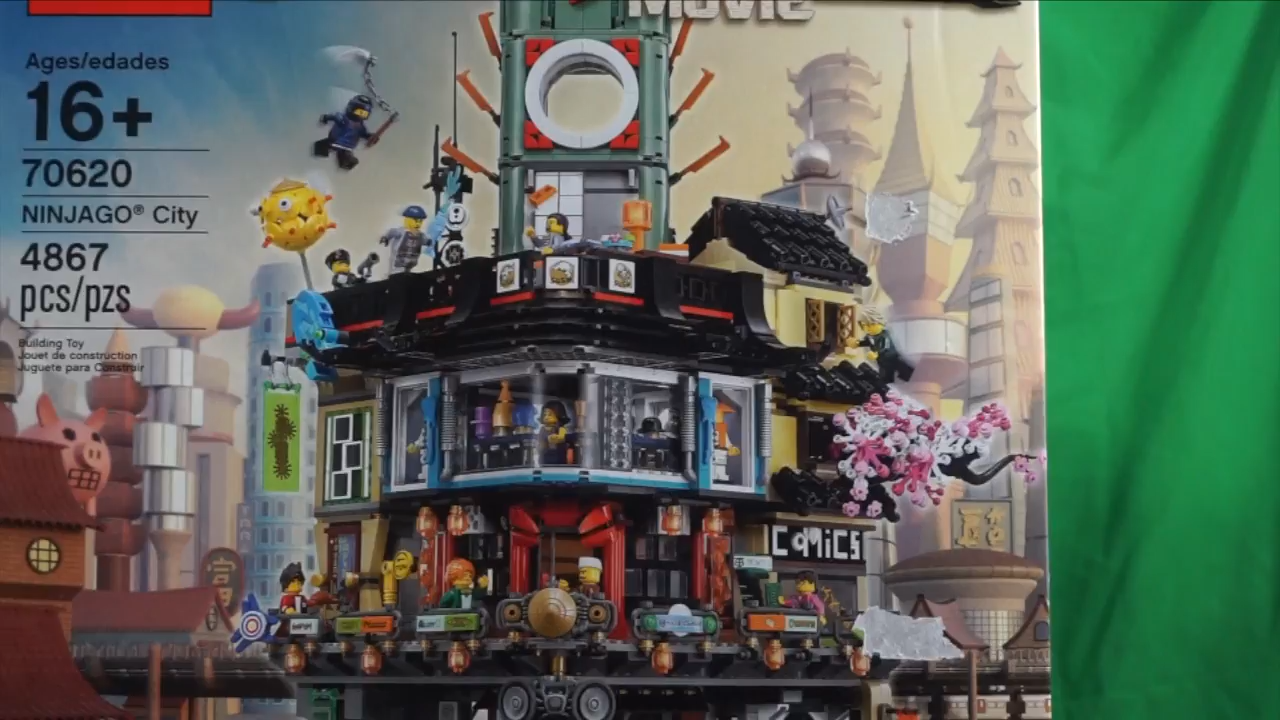 MOVIE
Ages/edades
16+
70620
NINJAGO® City
4867
pcs/pzs
Building Toy
Jouet de construction
Juguete para Construir
COMiCS